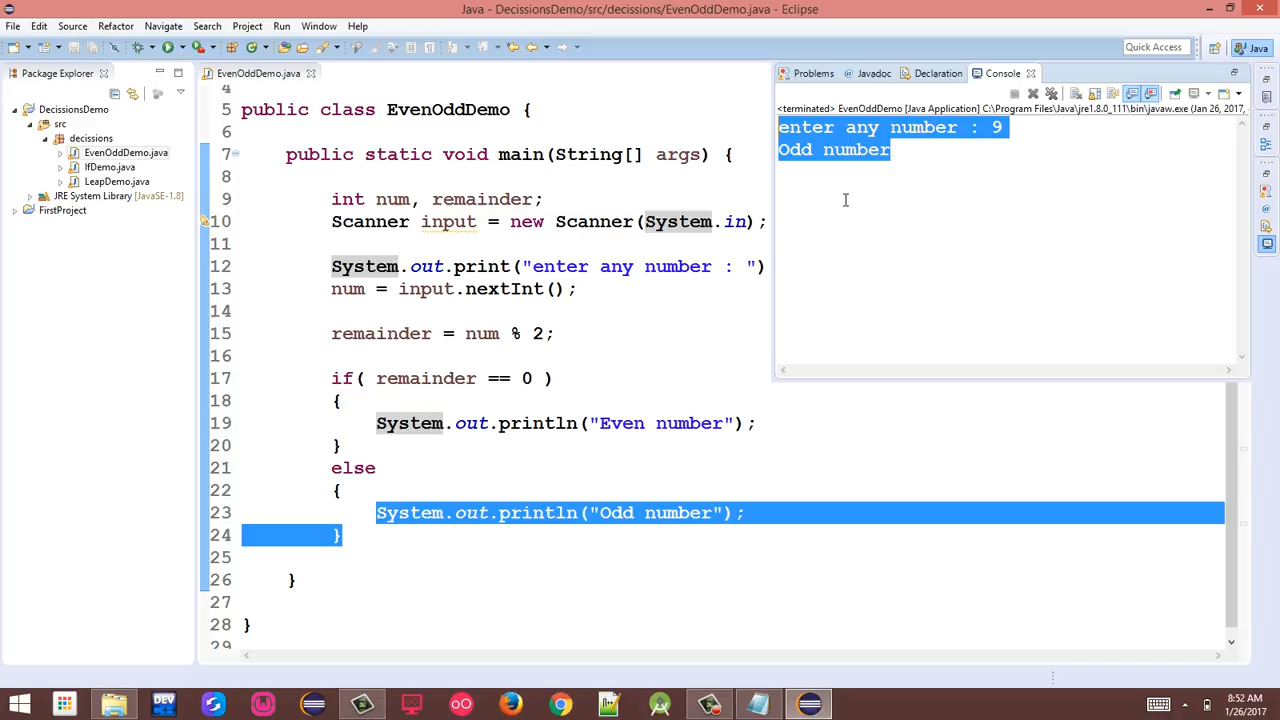 Java - DecissionsDemo/src/decissions/EvenOddDemo.java - Eclipse
File Edit Source Refactor Navigate Search Project Run Window Help
Quick Access
Java
Package Explorer
DecissionsDemo
src
decissions
EvenOddDemo.java
IfDemo.java
LeapDemo.java
JRE System Library [JavaSE-1.8]
FirstProject
EvenOddDemo.java
4
5 public class EvenOddDemo {
6
7 public static void main(String[] args) {
8
9 int num, remainder;
10 Scanner input = new Scanner(System.in);
11
12 System.out.print("enter any number : ")
13 num = input.nextInt();
14
15 remainder = num % 2;
16
17 if( remainder == 0 )
18 {
19 System.out.println("Even number");
20 }
21 else
22 {
23 System.out.println("Odd number");
24 }
25
26 }
27
28 }
29
Problems Javadoc Declaration Console
<terminated> EvenOddDemo [Java Application] C:\Program Files\Java\jre1.8.0_111\bin\javaw.exe (Jan 26, 2017,
enter any number : 9
Odd number
DEV
8:52 AM
1/26/2017